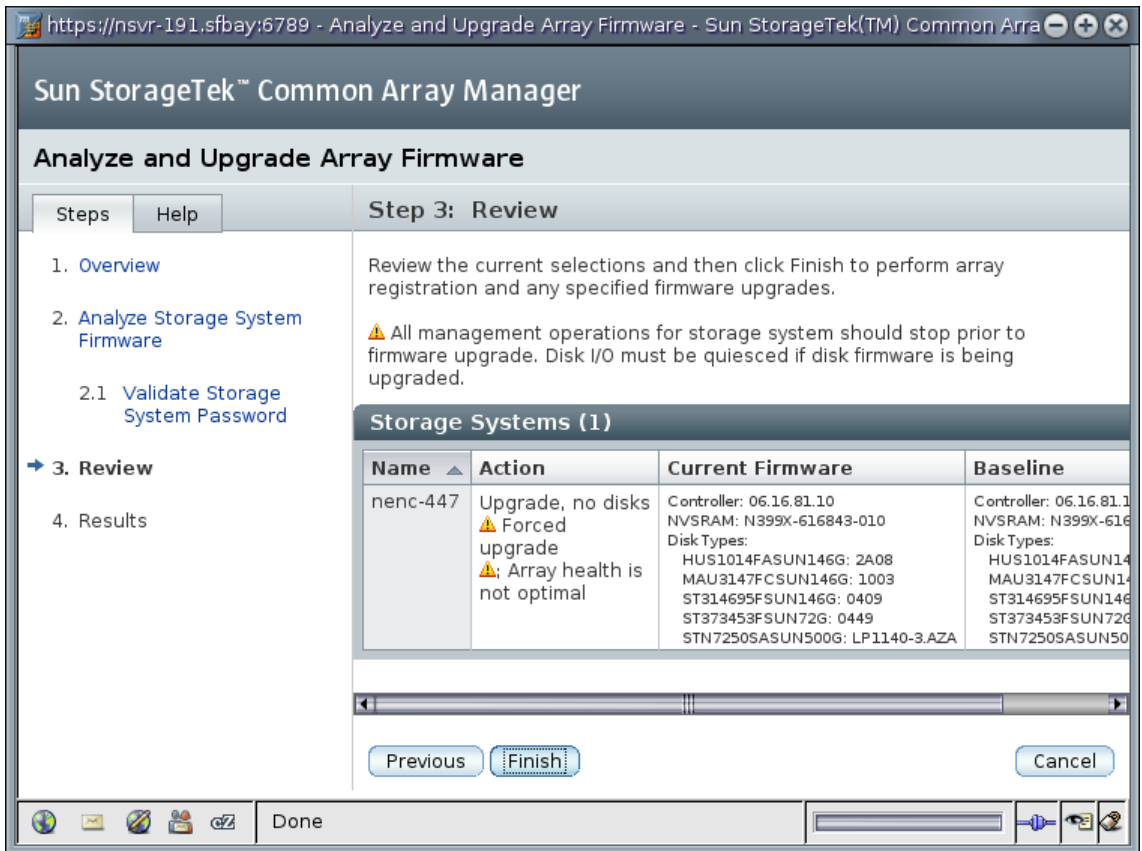 https://nsvr-191.sfbay:6789 - Analyze and Upgrade Array Firmware - Sun StorageTek(TM) Common Arra
Sun StorageTek™ Common Array Manager
Analyze and Upgrade Array Firmware
Steps
Help
Step 3: Review
1. Overview
2. Analyze Storage System
Firmware
2.1 Validate Storage
System Password
3. Review
4. Results
Review the current selections and then click Finish to perform array
registration and any specified firmware upgrades.
All management operations for storage system should stop prior to
firmware upgrade. Disk I/O must be quiesced if disk firmware is being
upgraded.
Storage Systems (1)
Name
Action
Current Firmware
Baseline
nenc-447
Upgrade, no disks
Forced
upgrade
; Array health is
not optimal
Controller: 06.16.81.10
NVSRAM: N399X-616843-010
Disk Types:
HUS1014FASUN146G: 2A08
MAU3147FCSUN146G: 1003
ST314695FSUN146G: 0409
ST373453FSUN72G: 0449
STN7250SASUN500G: LP1140-3.AZA
Controller: 06.16.81.1
NVSRAM: N399X-616
Disk Types:
HUS1014FASUN14
MAU3147FCSUN1
ST314695FSUN146
ST373453FSUN72G
STN7250SASUN50
Previous
Finish
Cancel
Done